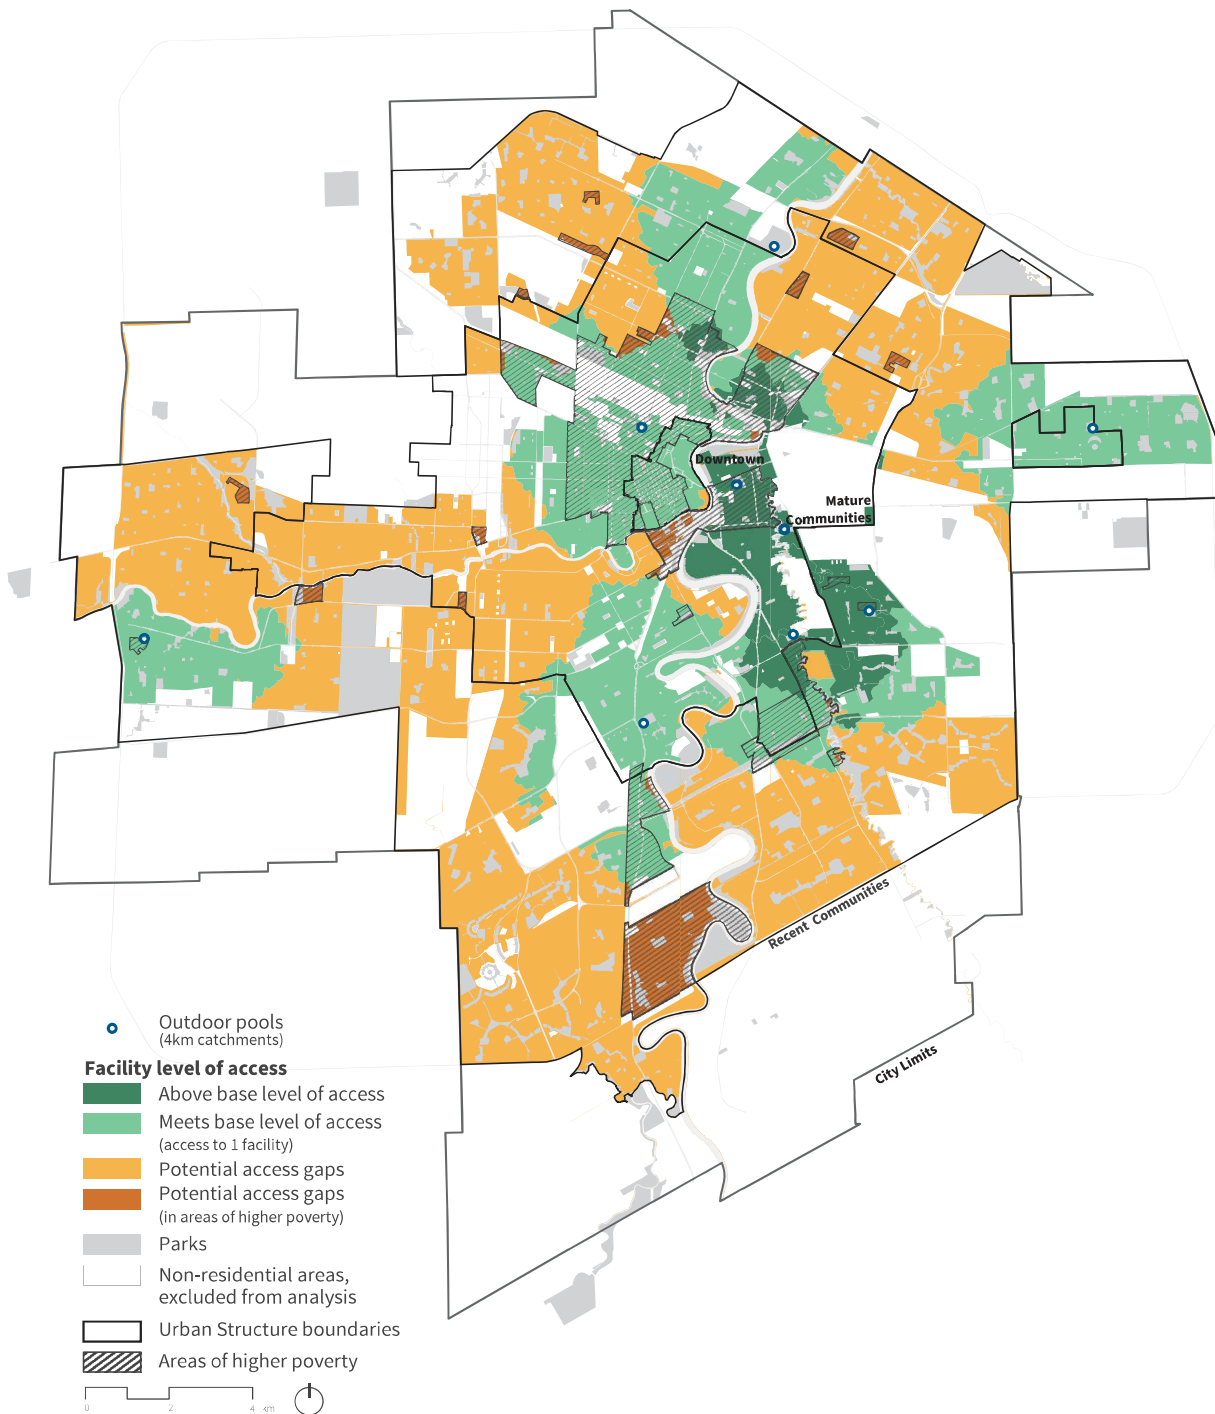 Downtown
Mature
Communities
Recent Communities
City Limits
Outdoor pools
(4km catchments)
Facility level of access
Above base level of access
Meets base level of access
(access to 1 facility)
Potential access gaps
Potential access gaps
(in areas of higher poverty)
Parks
Non-residential areas,
excluded from analysis
Urban Structure boundaries
Areas of higher poverty
0 2 4 km